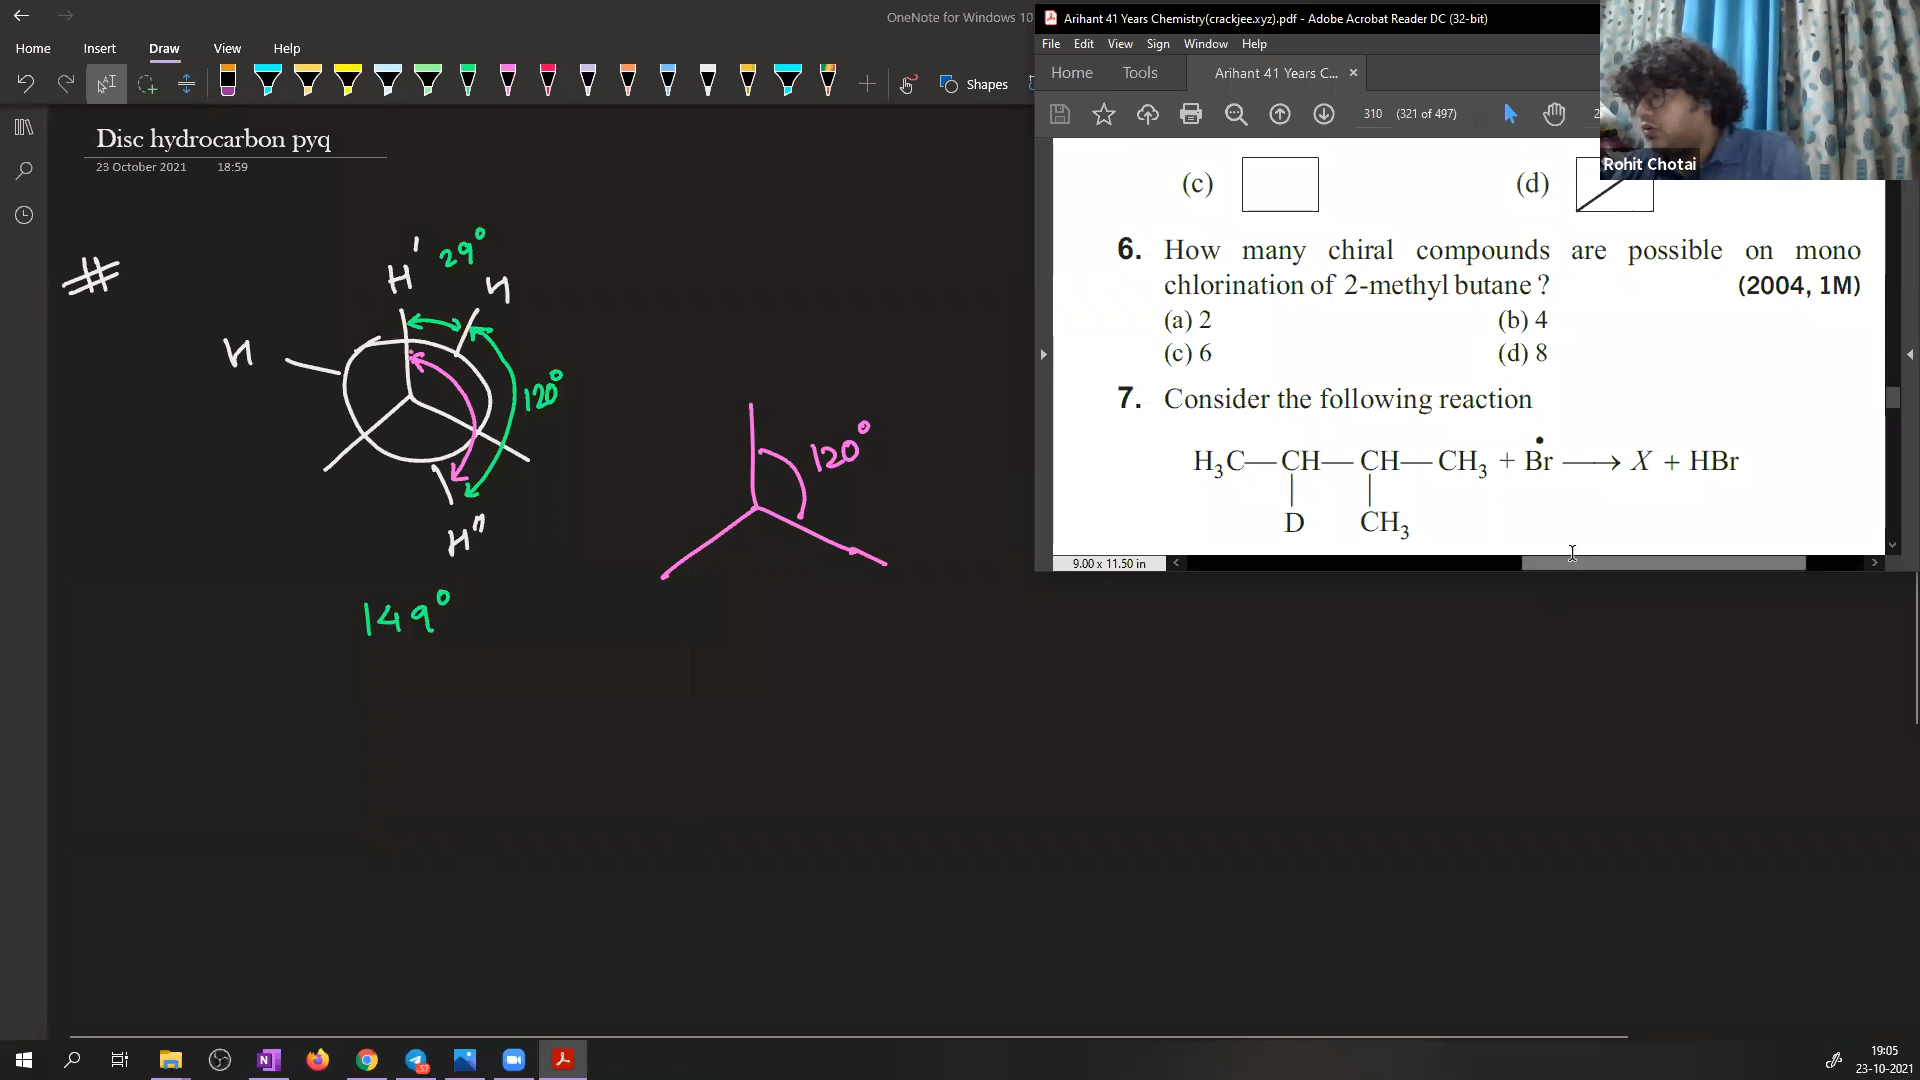 OneNote for Windows 10
Home Insert Draw View Help
Shapes
Disc hydrocarbon pyq
23 October 2021 18:59
H'
29°
H
H
120°
H"
149°
120°
Arihant 41 Years Chemistry(crackjee.xyz).pdf - Adobe Acrobat Reader DC (32-bit)
File Edit View Sign Window Help
Home Tools Arihant 41 Years C...
310 (321 of 497) 2
Rohit Chotai
(c) (d)
6. How many chiral compounds are possible on mono
chlorination of 2-methyl butane ? (2004, 1M)
(a) 2 (b) 4
(c) 6 (d) 8
7. Consider the following reaction
H₃C—CH—CH—CH₃ + Ḃr ⟶ X + HBr
D CH₃
9.00 x 11.50 in
57
19:05
23-10-2021